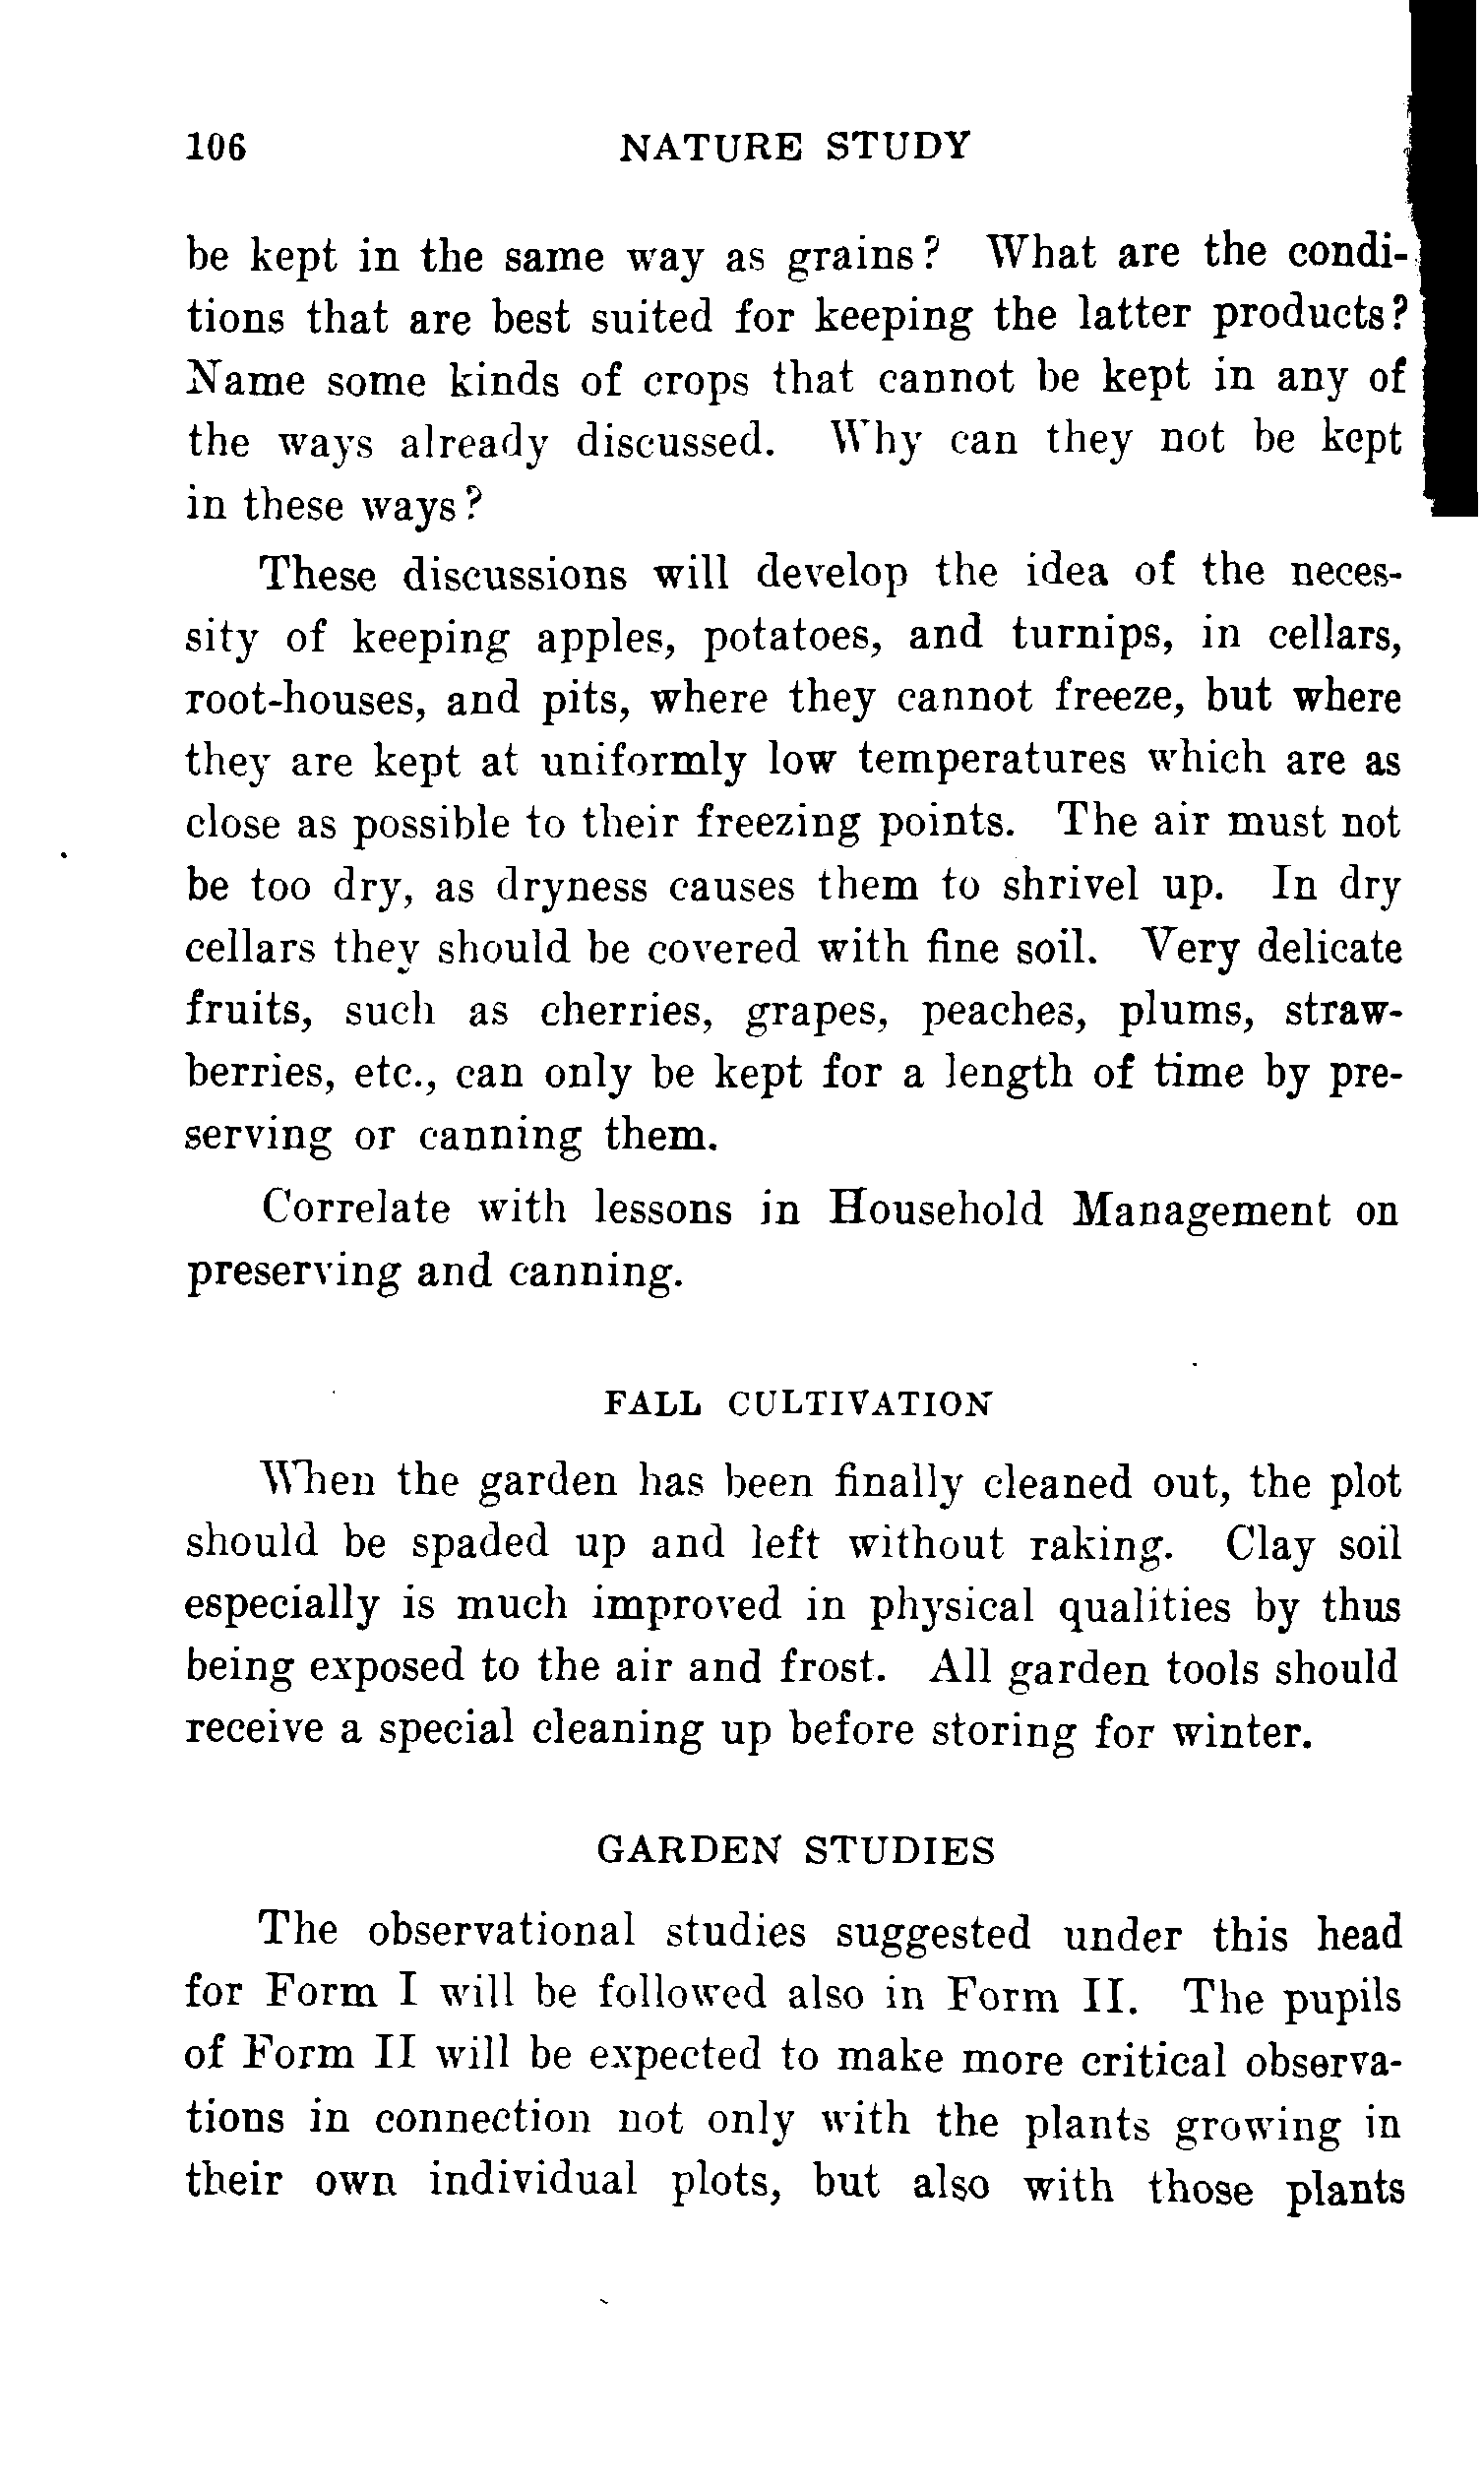 106 NATURE STUDY
be kept in the same way as grains? What are the condi-
tions that are best suited for keeping the latter products?
Name some kinds of crops that cannot be kept in any of
the ways already discussed. Why can they not be kept
in these ways?
These discussions will develop the idea of the neces-
sity of keeping apples, potatoes, and turnips, in cellars,
root-houses, and pits, where they cannot freeze, but where
they are kept at uniformly low temperatures which are as
close as possible to their freezing points. The air must not
be too dry, as dryness causes them to shrivel up. In dry
cellars they should be covered with fine soil. Very delicate
fruits, such as cherries, grapes, peaches, plums, straw-
berries, etc., can only be kept for a length of time by pre-
serving or canning them.
Correlate with lessons in Household Management on
preserving and canning.
FALL CULTIVATION
When the garden has been finally cleaned out, the plot
should be spaded up and left without raking. Clay soil
especially is much improved in physical qualities by thus
being exposed to the air and frost. All garden tools should
receive a special cleaning up before storing for winter.
GARDEN STUDIES
The observational studies suggested under this head
for Form I will be followed also in Form II. The pupils
of Form II will be expected to make more critical observa-
tions in connection not only with the plants growing in
their own individual plots, but also with those plants